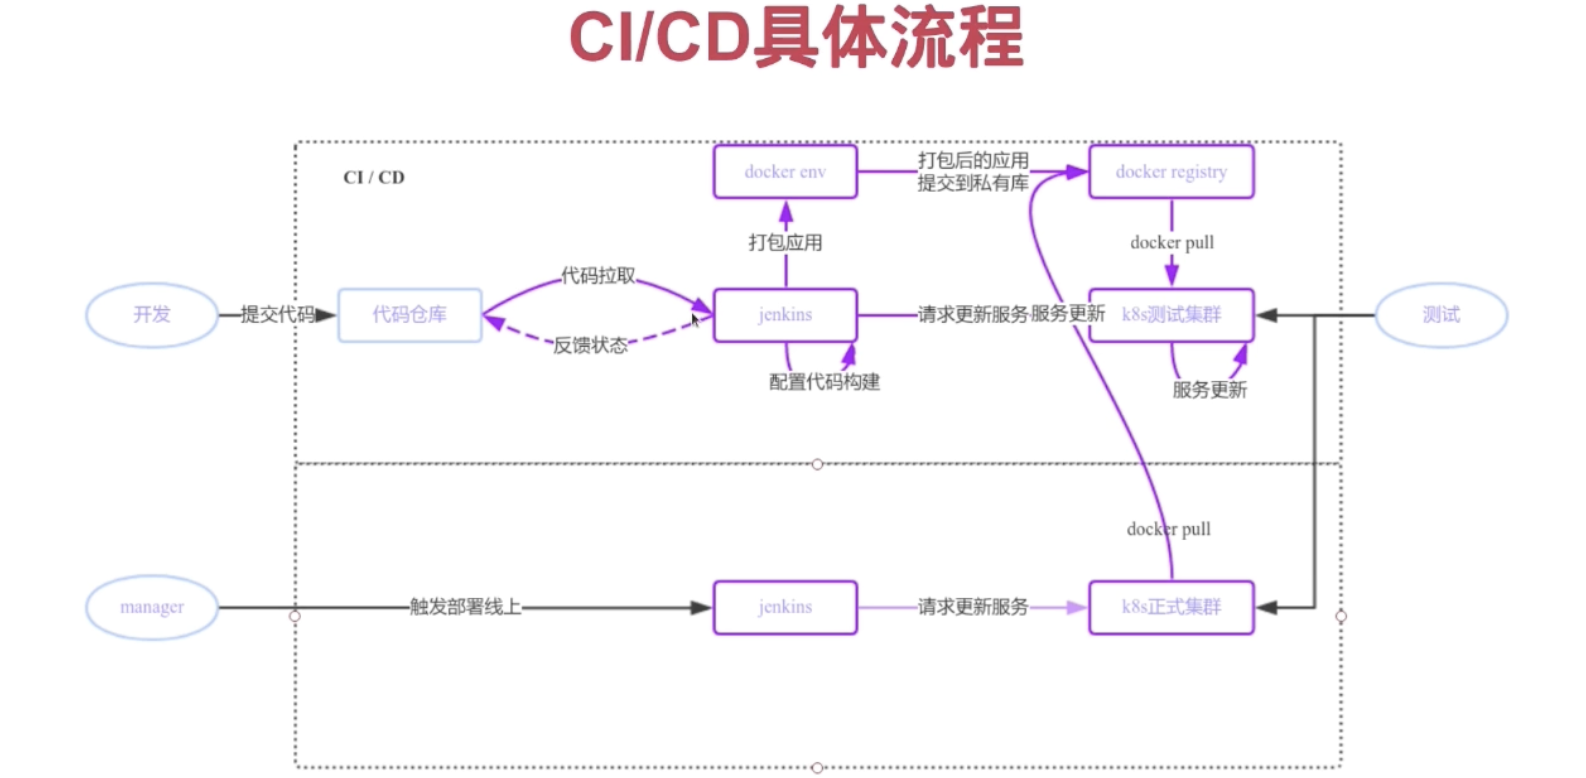 CI/CD具体流程
CI / CD
docker env
打包后的应用
提交到私有库
docker registry
打包应用
docker pull
代码拉取
开发
提交代码
代码仓库
jenkins
请求更新服务
服务更新
k8s测试集群
测试
反馈状态
配置代码构建
服务更新
docker pull
manager
触发部署线上
jenkins
请求更新服务
k8s正式集群